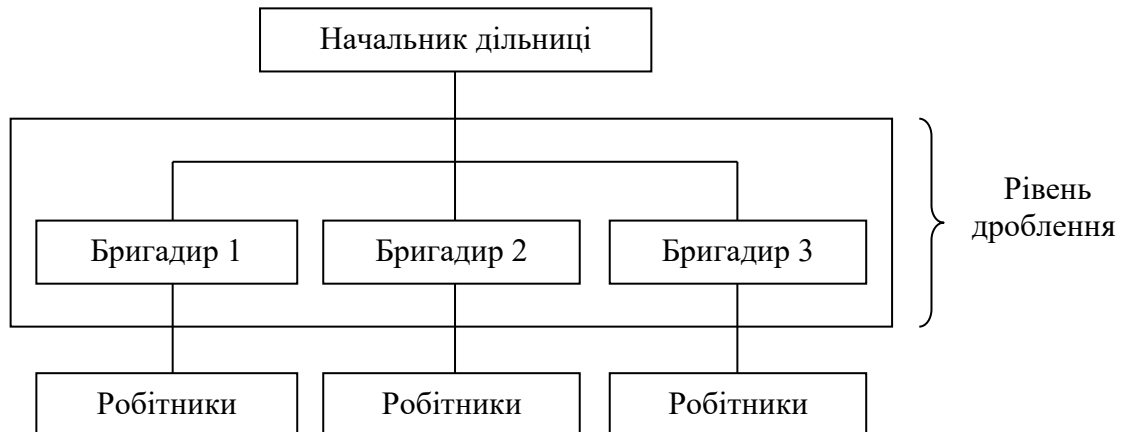 Начальник дільниці
Рівень
дроблення
Бригадир 1
Бригадир 2
Бригадир 3
Робітники
Робітники
Робітники